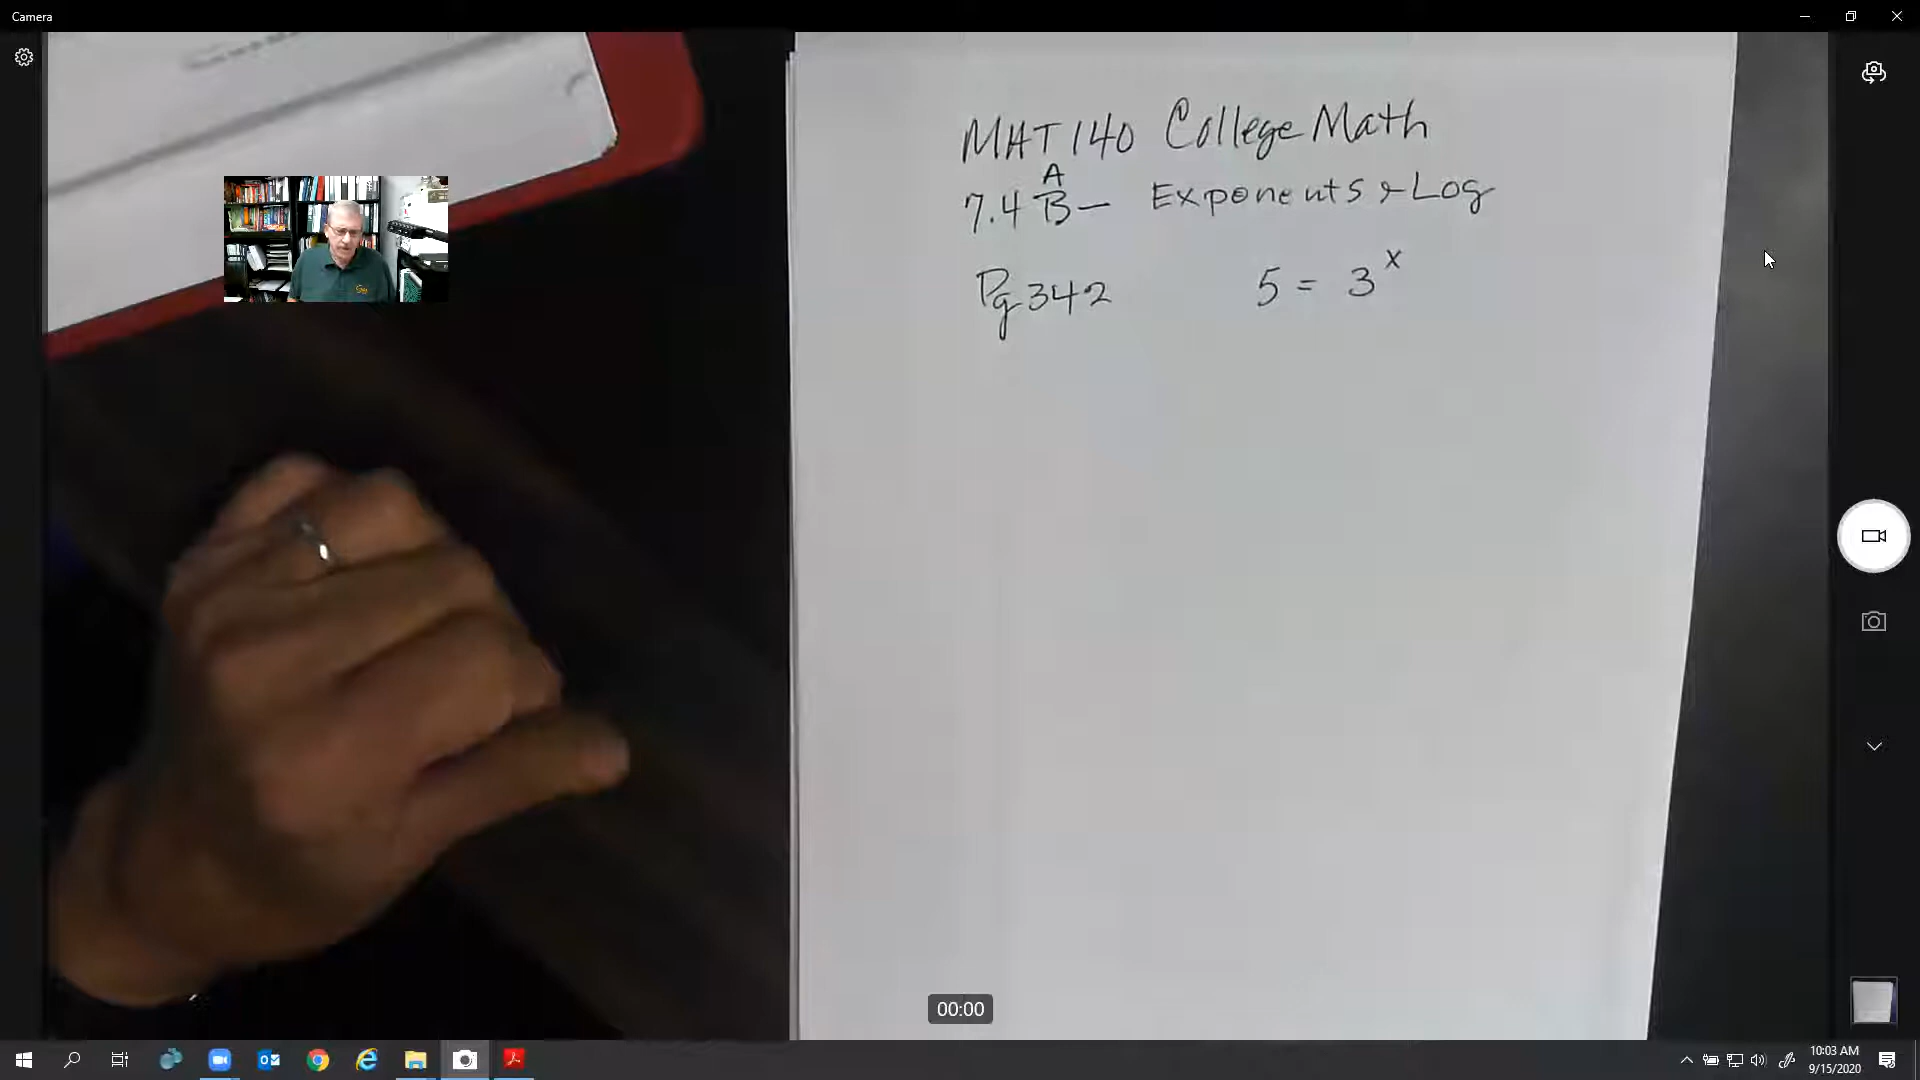 Camera
MAT 140 College Math
A
7.4 B – Exponents & Log
Pg 342 5 = 3^x
00:00
10:03 AM
9/15/2020